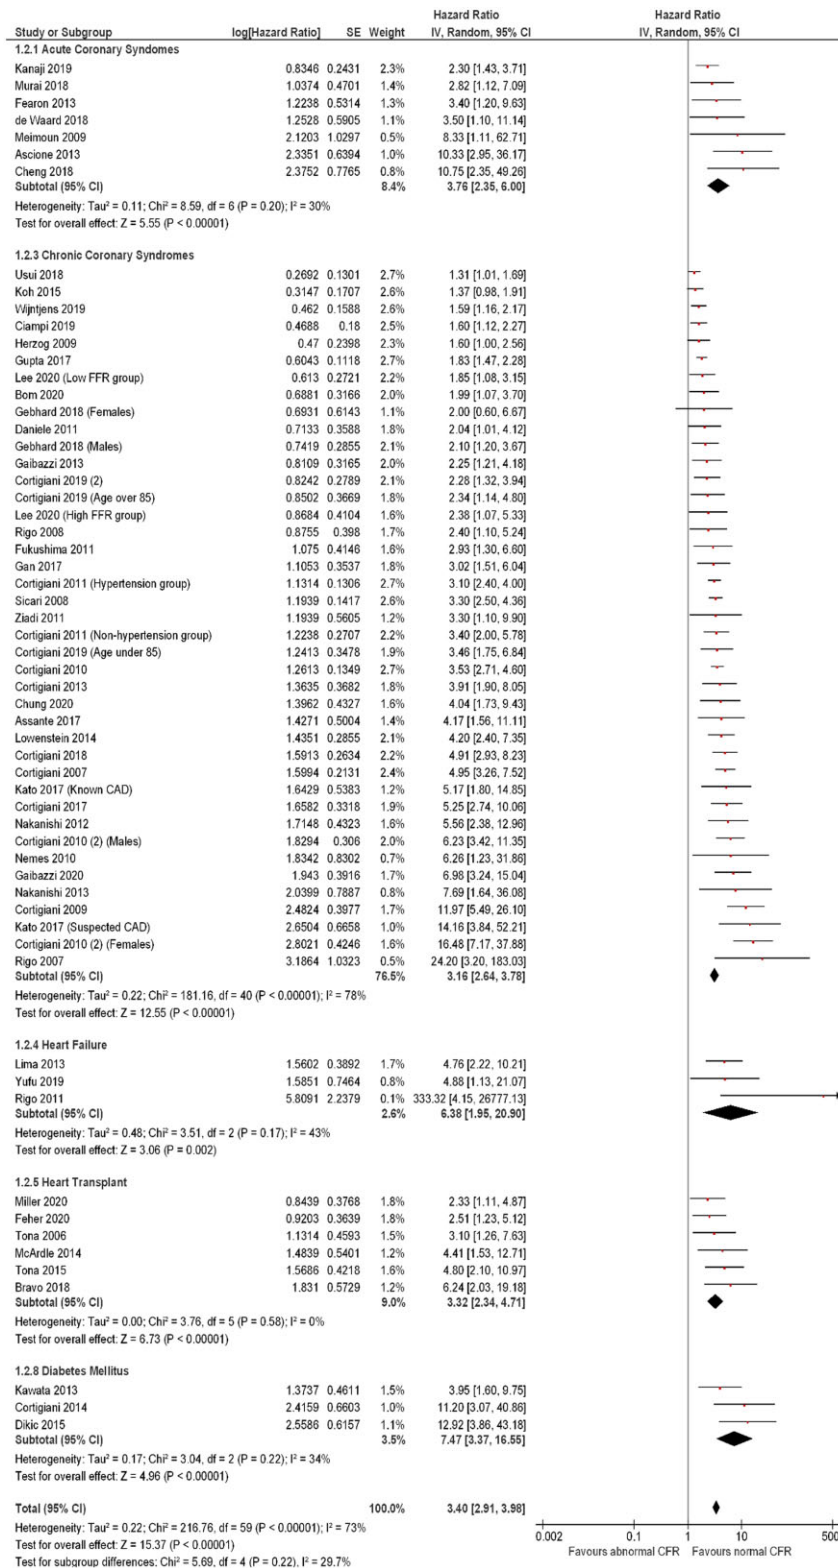 Hazard Ratio Hazard Ratio
Study or Subgroup log[Hazard Ratio] SE Weight IV, Random, 95% CI IV, Random, 95% CI
1.2.1 Acute Coronary Syndomes
Kanaji 2019 0.8346 0.2431 2.3% 2.30 [1.43, 3.71]
Murai 2018 1.0374 0.4701 1.4% 2.82 [1.12, 7.09]
Fearon 2013 1.2238 0.5314 1.3% 3.40 [1.20, 9.63]
de Waard 2018 1.2528 0.5905 1.1% 3.50 [1.10, 11.14]
Meimoun 2009 2.1203 1.0297 0.5% 8.33 [1.11, 62.71]
Ascione 2013 2.3351 0.6394 1.0% 10.33 [2.95, 36.17]
Cheng 2018 2.3752 0.7765 0.8% 10.75 [2.35, 49.26]
Subtotal (95% CI) 8.4% 3.76 [2.35, 6.00]
Heterogeneity: Tau² = 0.11; Chi² = 8.59, df = 6 (P = 0.20); I² = 30%
Test for overall effect: Z = 5.55 (P < 0.00001)
1.2.3 Chronic Coronary Syndromes
Usui 2018 0.2692 0.1301 2.7% 1.31 [1.01, 1.69]
Koh 2015 0.3147 0.1707 2.6% 1.37 [0.98, 1.91]
Wijntjens 2019 0.462 0.1588 2.6% 1.59 [1.16, 2.17]
Ciampi 2019 0.4688 0.18 2.5% 1.60 [1.12, 2.27]
Herzog 2009 0.47 0.2398 2.3% 1.60 [1.00, 2.56]
Gupta 2017 0.6043 0.1118 2.7% 1.83 [1.47, 2.28]
Lee 2020 (Low FFR group) 0.613 0.2721 2.2% 1.85 [1.08, 3.15]
Bom 2020 0.6881 0.3166 2.0% 1.99 [1.07, 3.70]
Gebhard 2018 (Females) 0.6931 0.6143 1.1% 2.00 [0.60, 6.67]
Daniele 2011 0.7133 0.3588 1.8% 2.04 [1.01, 4.12]
Gebhard 2018 (Males) 0.7419 0.2855 2.1% 2.10 [1.20, 3.67]
Gaibazzi 2013 0.8109 0.3165 2.0% 2.25 [1.21, 4.18]
Cortigiani 2019 (2) 0.8242 0.2789 2.1% 2.28 [1.32, 3.94]
Cortigiani 2019 (Age over 85) 0.8502 0.3669 1.8% 2.34 [1.14, 4.80]
Lee 2020 (High FFR group) 0.8684 0.4104 1.6% 2.38 [1.07, 5.33]
Rigo 2008 0.8755 0.398 1.7% 2.40 [1.10, 5.24]
Fukushima 2011 1.075 0.4146 1.6% 2.93 [1.30, 6.60]
Gan 2017 1.1053 0.3537 1.8% 3.02 [1.51, 6.04]
Cortigiani 2011 (Hypertension group) 1.1314 0.1306 2.7% 3.10 [2.40, 4.00]
Sicari 2008 1.1939 0.1417 2.6% 3.30 [2.50, 4.36]
Ziadi 2011 1.1939 0.5605 1.2% 3.30 [1.10, 9.90]
Cortigiani 2011 (Non-hypertension group) 1.2238 0.2707 2.2% 3.40 [2.00, 5.78]
Cortigiani 2019 (Age under 85) 1.2413 0.3478 1.9% 3.46 [1.75, 6.84]
Cortigiani 2010 1.2613 0.1349 2.6% 3.53 [2.71, 4.60]
Cortigiani 2013 1.3635 0.3682 1.8% 3.91 [1.90, 8.05]
Chung 2020 1.3962 0.4327 1.6% 4.04 [1.73, 9.43]
Assante 2017 1.4271 0.5004 1.4% 4.17 [1.56, 11.11]
Lowenstein 2014 1.4351 0.2855 2.1% 4.20 [2.40, 7.35]
Cortigiani 2018 1.5913 0.2634 2.2% 4.91 [2.93, 8.23]
Cortigiani 2007 1.5994 0.2131 2.4% 4.95 [3.26, 7.52]
Kato 2017 (Known CAD) 1.6429 0.5383 1.2% 5.17 [1.80, 14.85]
Cortigiani 2017 1.6582 0.3318 1.9% 5.25 [2.74, 10.06]
Nakanishi 2012 1.7148 0.4323 1.6% 5.56 [2.38, 12.96]
Cortigiani 2010 (2) (Males) 1.8294 0.306 2.0% 6.23 [3.42, 11.35]
Nemes 2010 1.8342 0.8302 0.7% 6.26 [1.23, 31.86]
Gaibazzi 2020 1.943 0.3916 1.7% 6.98 [3.24, 15.04]
Nakanishi 2013 2.0399 0.7887 0.8% 7.69 [1.64, 36.08]
Cortigiani 2009 2.4824 0.3977 1.7% 11.97 [5.49, 26.10]
Kato 2017 (Suspected CAD) 2.6504 0.6658 1.0% 14.16 [3.84, 52.21]
Cortigiani 2010 (2) (Females) 2.8021 0.4246 1.6% 16.48 [7.17, 37.88]
Rigo 2007 3.1864 1.0323 0.5% 24.20 [3.20, 183.03]
Subtotal (95% CI) 76.5% 3.16 [2.64, 3.78]
Heterogeneity: Tau² = 0.22; Chi² = 181.16, df = 40 (P < 0.00001); I² = 78%
Test for overall effect: Z = 12.55 (P < 0.00001)
1.2.4 Heart Failure
Lima 2013 1.5602 0.3892 1.7% 4.76 [2.22, 10.21]
Yufu 2019 1.5851 0.7464 0.8% 4.88 [1.13, 21.07]
Rigo 2011 5.8091 2.2379 0.1% 333.32 [4.15, 26777.13]
Subtotal (95% CI) 2.6% 6.38 [1.95, 20.90]
Heterogeneity: Tau² = 0.48; Chi² = 3.51, df = 2 (P = 0.17); I² = 43%
Test for overall effect: Z = 3.06 (P = 0.002)
1.2.5 Heart Transplant
Miller 2020 0.8439 0.3768 1.8% 2.33 [1.11, 4.87]
Feher 2020 0.9203 0.3639 1.8% 2.51 [1.23, 5.12]
Tona 2006 1.1314 0.4593 1.5% 3.10 [1.26, 7.63]
McArdle 2014 1.4839 0.5401 1.2% 4.41 [1.53, 12.71]
Tona 2015 1.5686 0.4218 1.6% 4.80 [2.10, 10.97]
Bravo 2018 1.831 0.5729 1.2% 6.24 [2.03, 19.18]
Subtotal (95% CI) 9.0% 3.32 [2.34, 4.71]
Heterogeneity: Tau² = 0.00; Chi² = 3.76, df = 5 (P = 0.58); I² = 0%
Test for overall effect: Z = 6.73 (P < 0.00001)
1.2.8 Diabetes Mellitus
Kawata 2013 1.3737 0.4611 1.5% 3.95 [1.60, 9.75]
Cortigiani 2014 2.4159 0.6603 1.0% 11.20 [3.07, 40.86]
Dikic 2015 2.5586 0.6157 1.1% 12.92 [3.86, 43.18]
Subtotal (95% CI) 3.5% 7.47 [3.37, 16.55]
Heterogeneity: Tau² = 0.17; Chi² = 3.04, df = 2 (P = 0.22); I² = 34%
Test for overall effect: Z = 4.96 (P < 0.00001)
Total (95% CI) 100.0% 3.40 [2.91, 3.98]
Heterogeneity: Tau² = 0.22; Chi² = 216.76, df = 59 (P < 0.00001); I² = 73%
Test for overall effect: Z = 15.37 (P < 0.00001)
Test for subgroup differences: Chi² = 5.69, df = 4 (P = 0.22), I² = 29.7%
0.002 0.1 1 10 500
Favours abnormal CFR Favours normal CFR